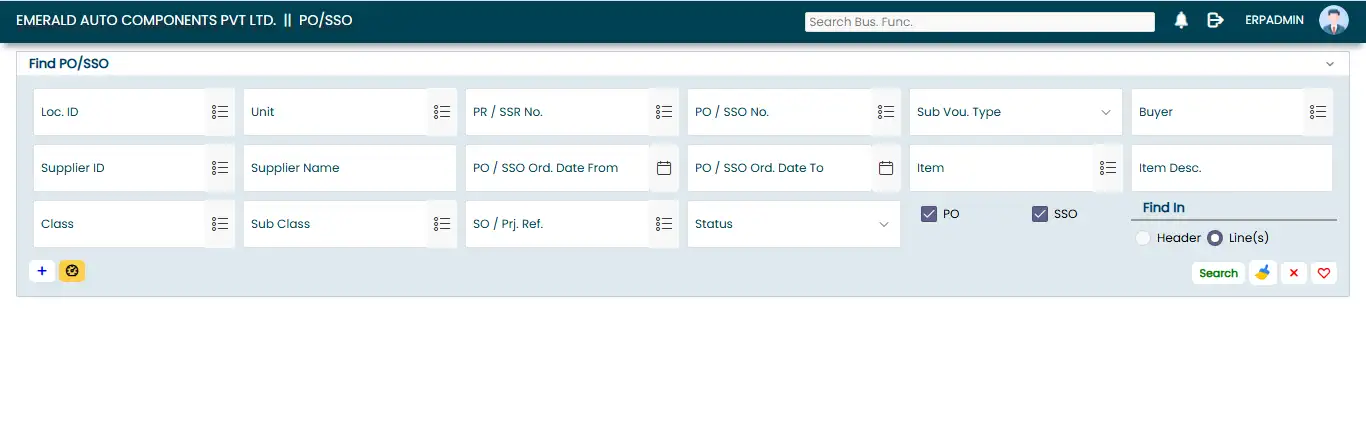 EMERALD AUTO COMPONENTS PVT LTD. || PO/SSO Search Bus. Func. ERPADMIN
Find PO/SSO
Loc. ID Unit PR / SSR No. PO / SSO No. Sub Vou. Type Buyer
Supplier ID Supplier Name PO / SSO Ord. Date From PO / SSO Ord. Date To Item Item Desc.
Class Sub Class SO / Prj. Ref. Status PO SSO Find In
Header Line(s)
+ Search